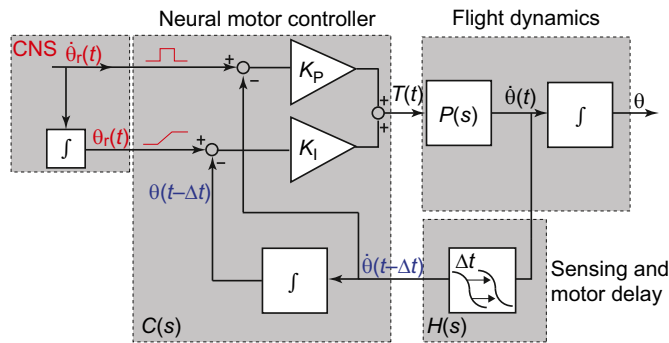 Neural motor controller
Flight dynamics
CNS
θ̇r(t)
+
−
KP
+
+
T(t)
P(s)
θ̇(t)
∫
θ
∫
θr(t)
+
−
KI
θ(t–Δt)
∫
θ̇(t–Δt)
Δt
Sensing and
motor delay
C(s)
H(s)